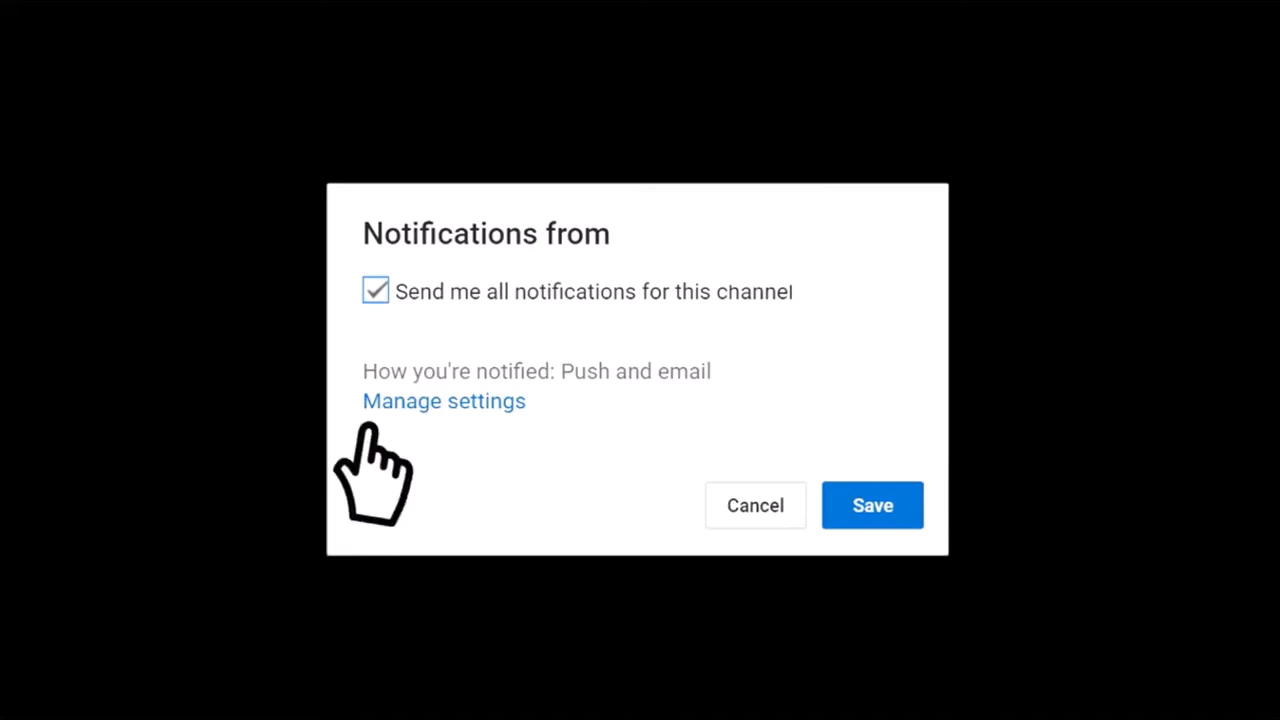 Notifications from
Send me all notifications for this channel
How you're notified: Push and email
Manage settings
Cancel
Save